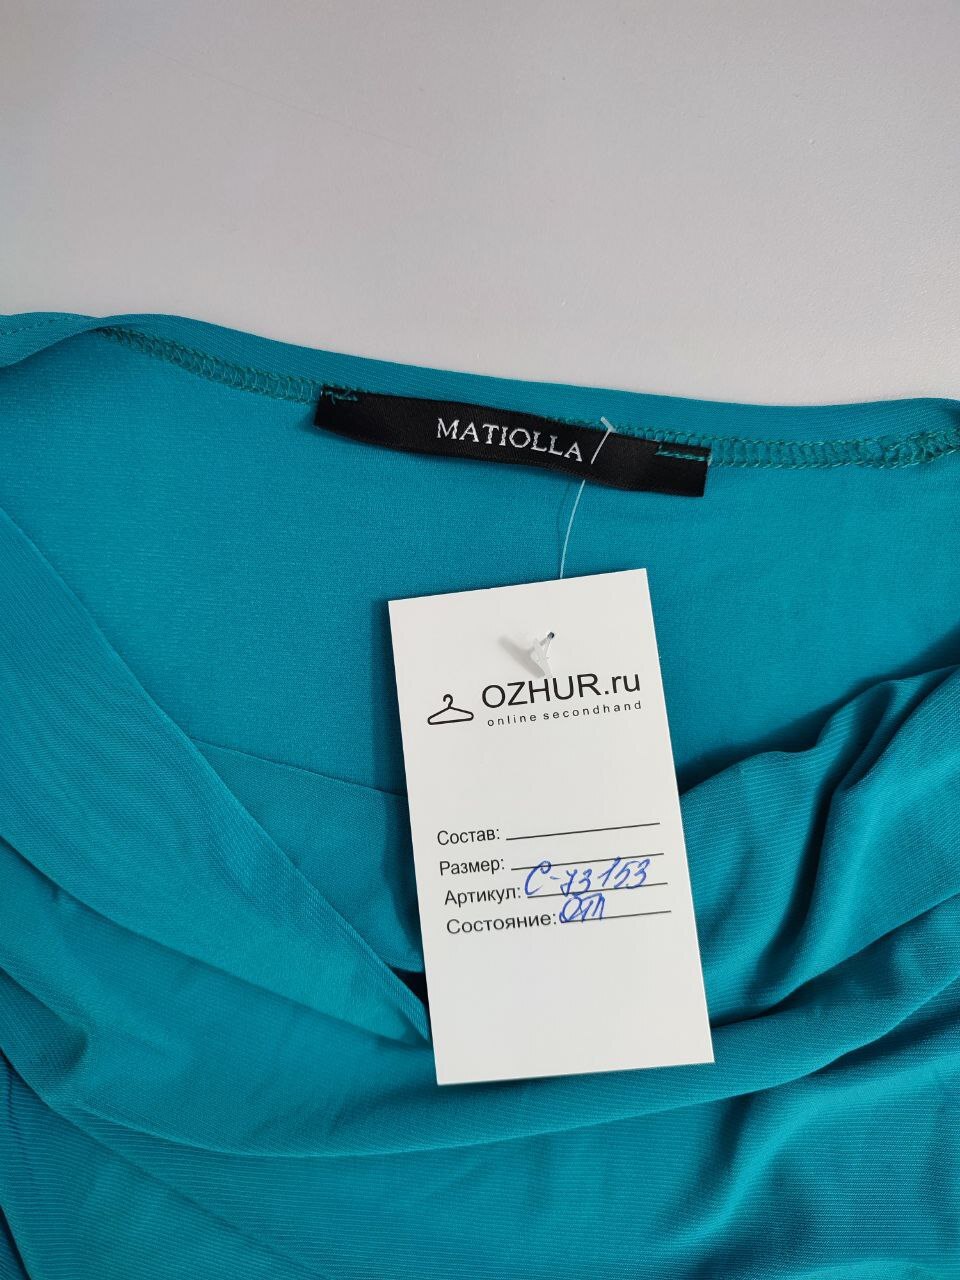 MATIOLLA
OZHUR.ru
online secondhand
Состав:
Размер:
Артикул: С-73153
Состояние: ОТЛ